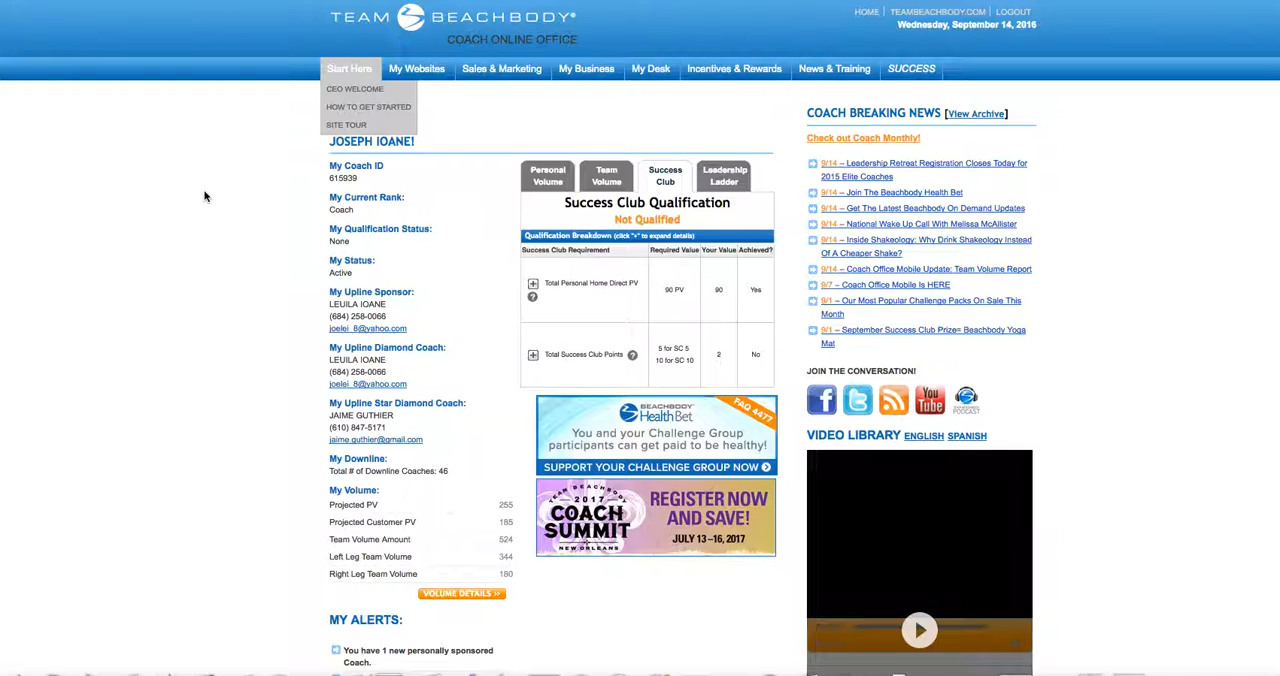 TEAM BEACHBODY®
COACH ONLINE OFFICE
HOME | TEAMBEACHBODY.COM | LOGOUT
Wednesday, September 14, 2016
Start Here
My Websites
Sales & Marketing
My Business
My Desk
Incentives & Rewards
News & Training
SUCCESS
CEO WELCOME
HOW TO GET STARTED
SITE TOUR
JOSEPH IOANE!
My Coach ID
615939
My Current Rank:
Coach
My Qualification Status:
None
My Status:
Active
My Upline Sponsor:
LEUILA IOANE
(684) 258-0066
joelei_8@yahoo.com
My Upline Diamond Coach:
LEUILA IOANE
(684) 258-0066
joelei_8@yahoo.com
My Upline Star Diamond Coach:
JAIME GUTHIER
(610) 847-5171
jaime.guthier@gmail.com
My Downline:
Total # of Downline Coaches: 46
My Volume:
Projected PV 255
Projected Customer PV 185
Team Volume Amount 524
Left Leg Team Volume 344
Right Leg Team Volume 180
VOLUME DETAILS >>
MY ALERTS:
You have 1 new personally sponsored
Coach.
Personal Volume
Team Volume
Success Club
Leadership Ladder
Success Club Qualification
Not Qualified
Qualification Breakdown (click "+" to expand details)
Success Club Requirement Required Value Your Value Achieved?
Total Personal Home Direct PV 90 PV 90 Yes
Total Success Club Points 5 for SC 5 2 No
10 for SC 10
BEACHBODY
HealthBet
FAQ 4477
You and your Challenge Group
participants can get paid to be healthy!
SUPPORT YOUR CHALLENGE GROUP NOW
TEAM BEACHBODY
2017
COACH
SUMMIT
NEW ORLEANS
REGISTER NOW
AND SAVE!
JULY 13–16, 2017
COACH BREAKING NEWS [View Archive]
Check out Coach Monthly!
9/14 – Leadership Retreat Registration Closes Today for
2015 Elite Coaches
9/14 – Join The Beachbody Health Bet
9/14 – Get The Latest Beachbody On Demand Updates
9/14 – National Wake Up Call With Melissa McAllister
9/14 – Inside Shakeology: Why Drink Shakeology Instead
Of A Cheaper Shake?
9/14 – Coach Office Mobile Update: Team Volume Report
9/7 – Coach Office Mobile Is HERE
9/1 – Our Most Popular Challenge Packs On Sale This
Month
9/1 – September Success Club Prize= Beachbody Yoga
Mat
JOIN THE CONVERSATION!
You
Tube
PODCAST
VIDEO LIBRARY ENGLISH SPANISH